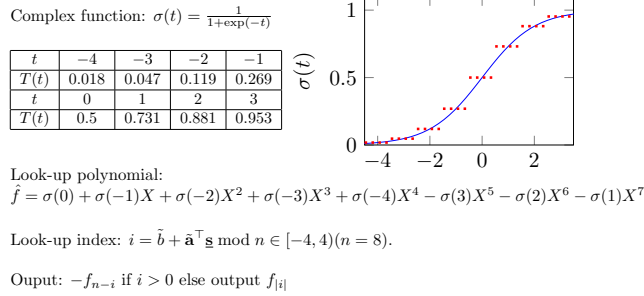 Complex function: σ(t) = 1/(1+exp(−t))
t −4 −3 −2 −1
T(t) 0.018 0.047 0.119 0.269
t 0 1 2 3
T(t) 0.5 0.731 0.881 0.953
σ(t)
1
0.5
0
−4 −2 0 2
Look-up polynomial:
f̂ = σ(0) + σ(−1)X + σ(−2)X² + σ(−3)X³ + σ(−4)X⁴ − σ(3)X⁵ − σ(2)X⁶ − σ(1)X⁷
Look-up index: i = b̃ + ã⊤s̲ mod n ∈ [−4, 4)(n = 8).
Ouput: −fₙ₋ᵢ if i > 0 else output f|ᵢ|